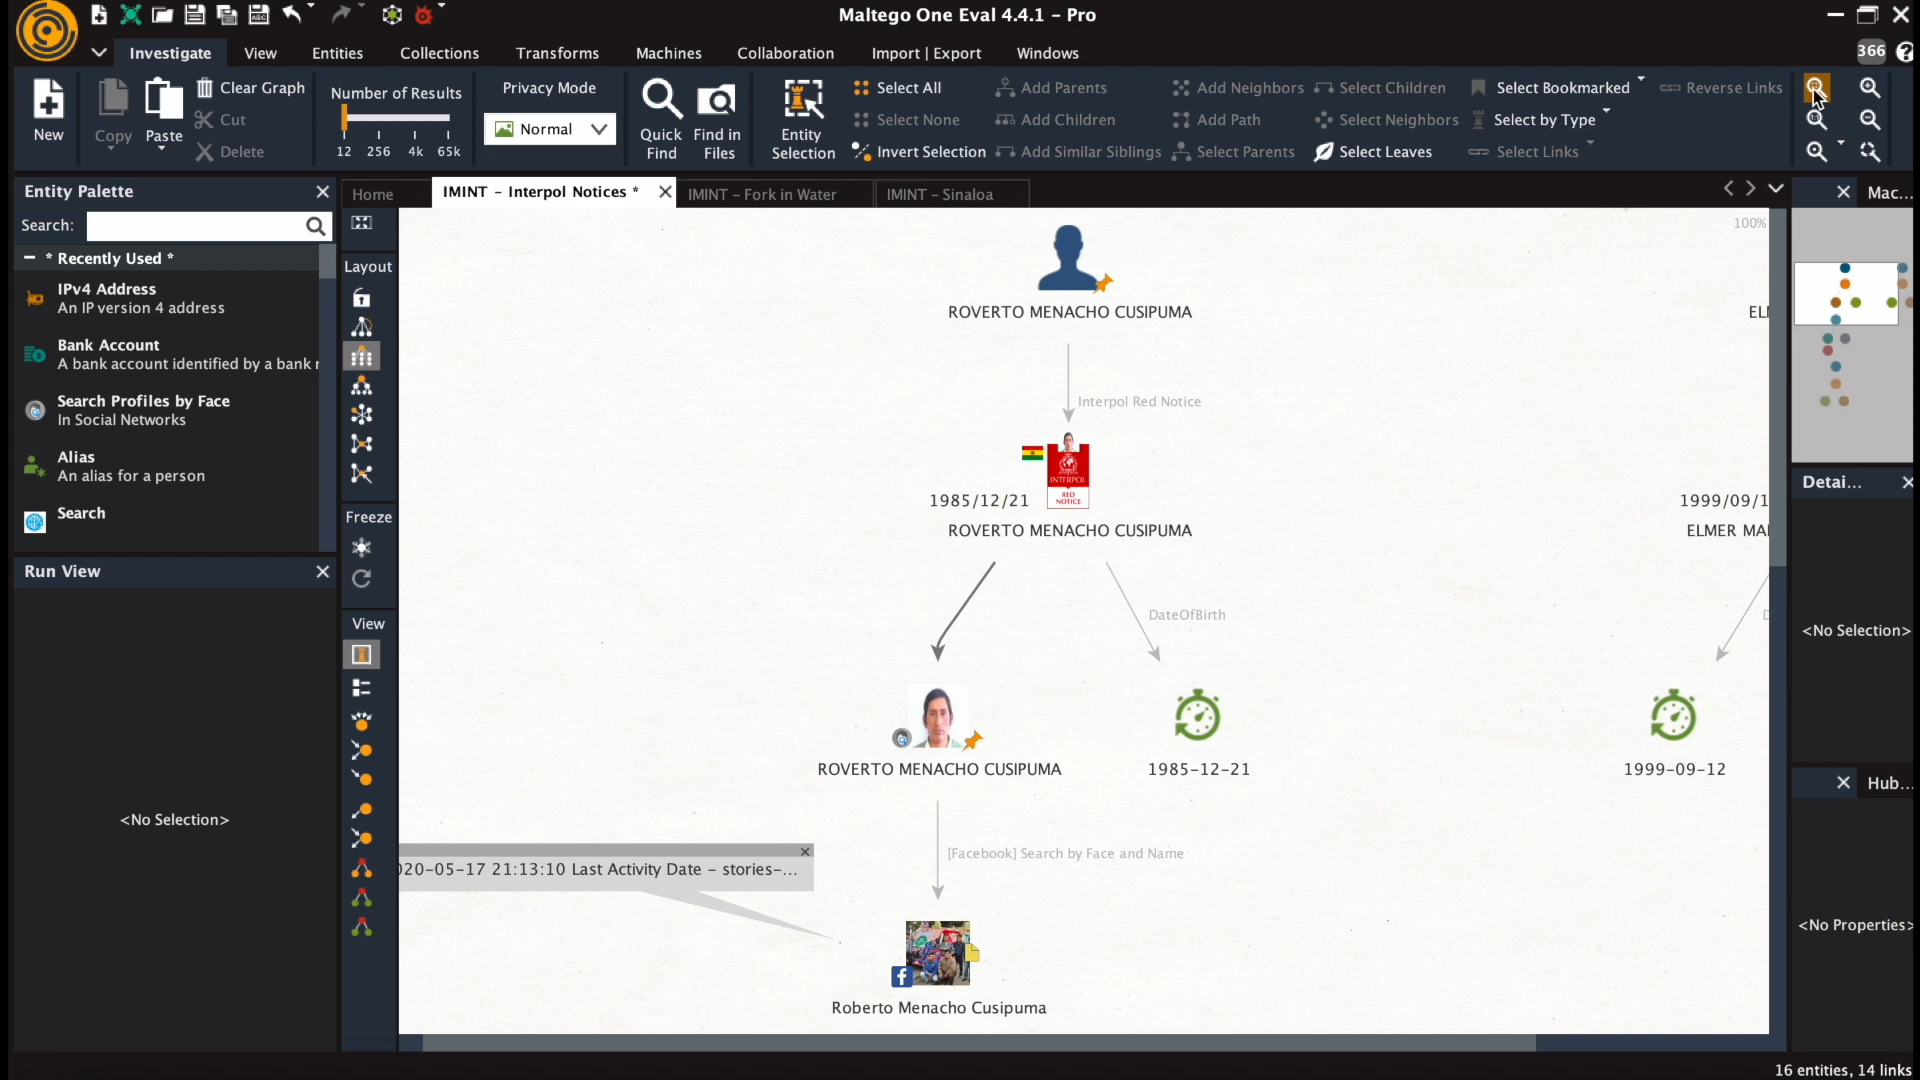 Maltego One Eval 4.4.1 – Pro
Investigate View Entities Collections Transforms Machines Collaboration Import | Export Windows
366
New
Copy
Paste
Clear Graph
Cut
Delete
Number of Results
12 256 4k 65k
Privacy Mode
Normal
Quick Find
Find in Files
Entity Selection
Select All
Select None
Invert Selection
Add Parents
Add Children
Add Similar Siblings
Add Neighbors
Add Path
Select Parents
Select Children
Select Neighbors
Select Leaves
Select Bookmarked
Select by Type
Select Links
Reverse Links
Entity Palette
Search:
* Recently Used *
IPv4 Address
An IP version 4 address
Bank Account
A bank account identified by a bank
Search Profiles by Face
In Social Networks
Alias
An alias for a person
Search
Run View
<No Selection>
Home
IMINT – Interpol Notices *
IMINT – Fork in Water
IMINT – Sinaloa
Layout
Freeze
View
100%
ROVERTO MENACHO CUSIPUMA
Interpol Red Notice
INTERPOL
RED
NOTICE
1985/12/21
ROVERTO MENACHO CUSIPUMA
DateOfBirth
ROVERTO MENACHO CUSIPUMA
1985-12-21
[Facebook] Search by Face and Name
020-05-17 21:13:10 Last Activity Date – stories-...
Roberto Menacho Cusipuma
1999/09/1
ELMER MA
1999-09-12
Mac...
Detai...
<No Selection>
Hub...
<No Properties>
16 entities, 14 links